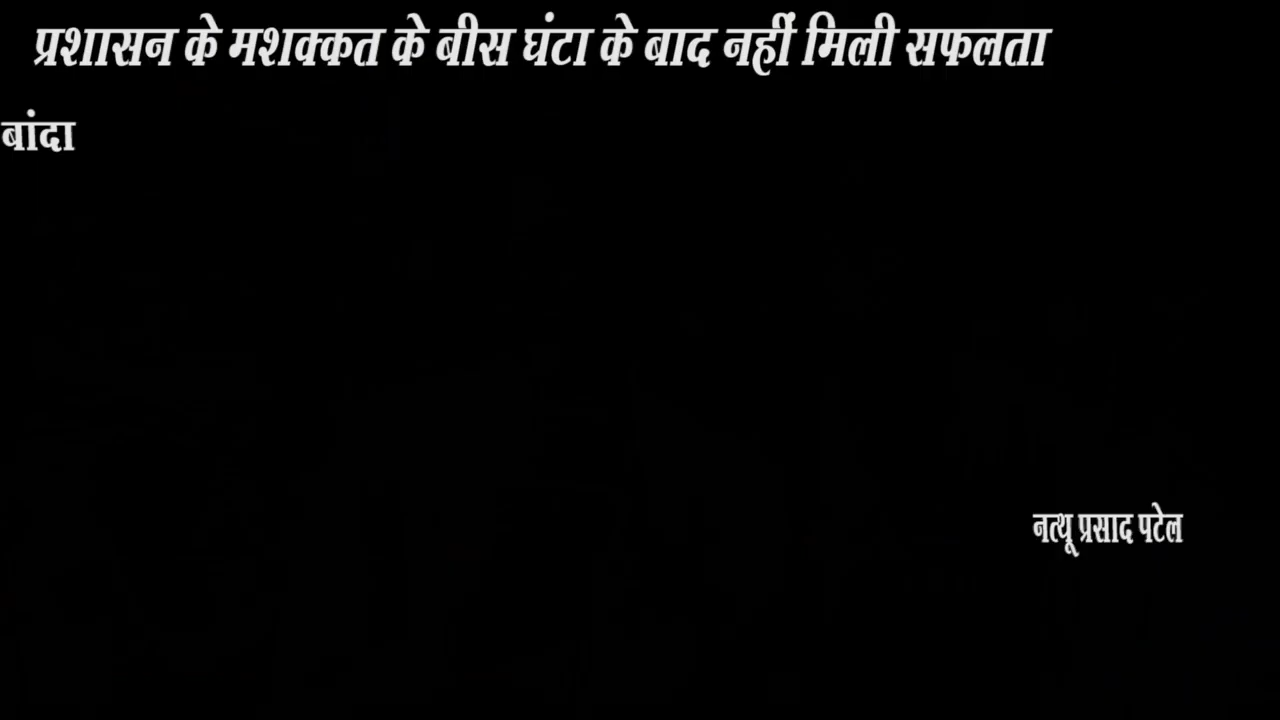 प्रशासन के मशक्कत के बीस घंटा के बाद नहीं मिली सफलता
बांदा
नत्थू प्रसाद पटेल